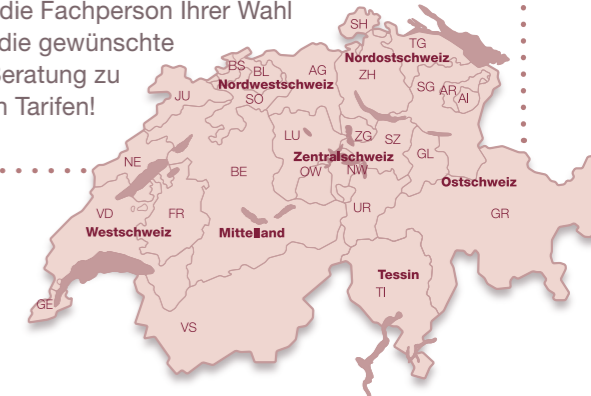 die Fachperson Ihrer Wahl
die gewünschte
Beratung zu
n Tarifen!
SH
TG
Nordostschweiz
BS
BL
AG
ZH
Nordwestschweiz
SG
AR
AI
JU
SO
LU
ZG
SZ
NE
Zentralschweiz
GL
BE
OW
NW
Ostschweiz
VD
FR
UR
GR
Westschweiz
Mittelland
Tessin
TI
GE
VS